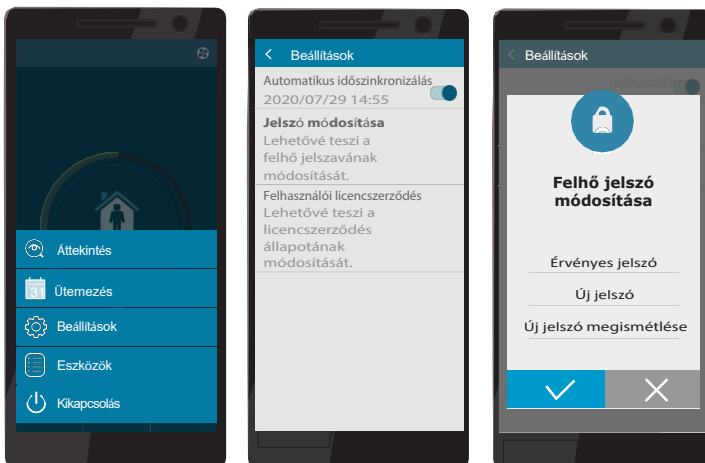 Áttekintés
31
Ütemezés
Beállítások
Eszközök
Kikapcsolás
Beállítások
Automatikus időszinkronizálás
2020/07/29 14:55
Jelszó módosítása
Lehetővé teszi a
felhő jelszavának
módosítását.
Felhasználói licencszerződés
Lehetővé teszi a
licencszerződés
állapotának
módosítását.
Beállítások
Felhő jelszó
módosítása
Érvényes jelszó
Új jelszó
Új jelszó megismétlése